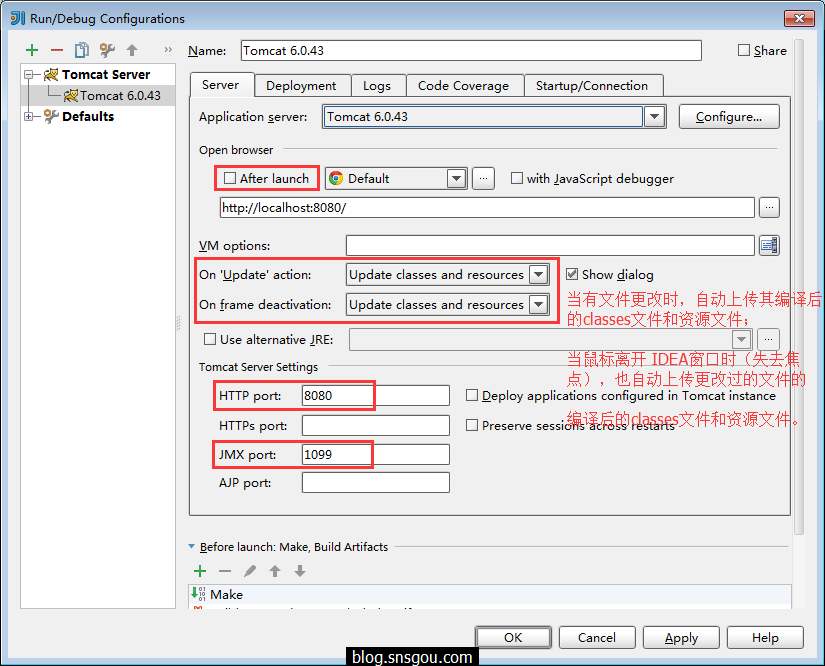 Run/Debug Configurations
Name: Tomcat 6.0.43 Share
Tomcat Server
Tomcat 6.0.43
Defaults
Server Deployment Logs Code Coverage Startup/Connection
Application server: Tomcat 6.0.43 Configure...
Open browser
After launch Default ... with JavaScript debugger
http://localhost:8080/ ...
VM options:
On 'Update' action: Update classes and resources Show dialog
On frame deactivation: Update classes and resources
当有文件更改时，自动上传其编译后
的classes文件和资源文件；
Use alternative JRE: ...
当鼠标离开 IDEA窗口时（失去焦
点），也自动上传更改过的文件的
编译后的classes文件和资源文件。
Tomcat Server Settings
HTTP port: 8080 Deploy applications configured in Tomcat instance
HTTPs port: Preserve sessions across restarts
JMX port: 1099
AJP port:
Before launch: Make, Build Artifacts
Make
OK Cancel Apply Help
blog.snsgou.com